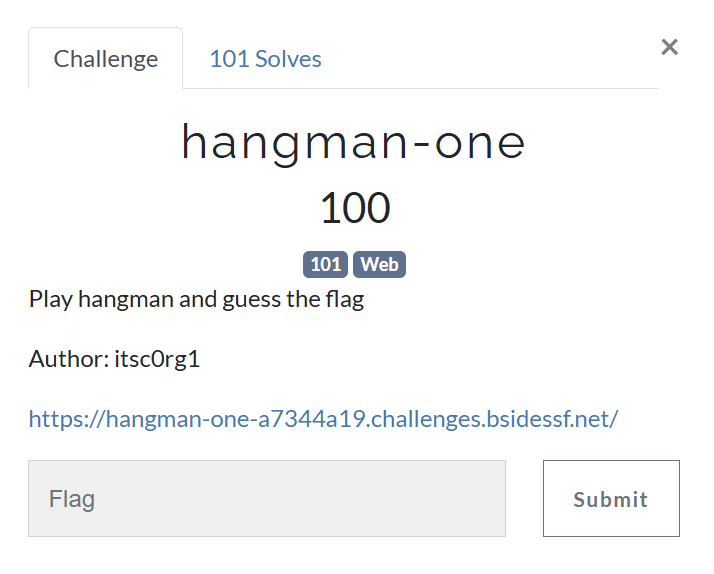 Challenge
101 Solves
×
hangman-one
100
101 Web
Play hangman and guess the flag
Author: itsc0rg1
https://hangman-one-a7344a19.challenges.bsidessf.net/
Flag
Submit